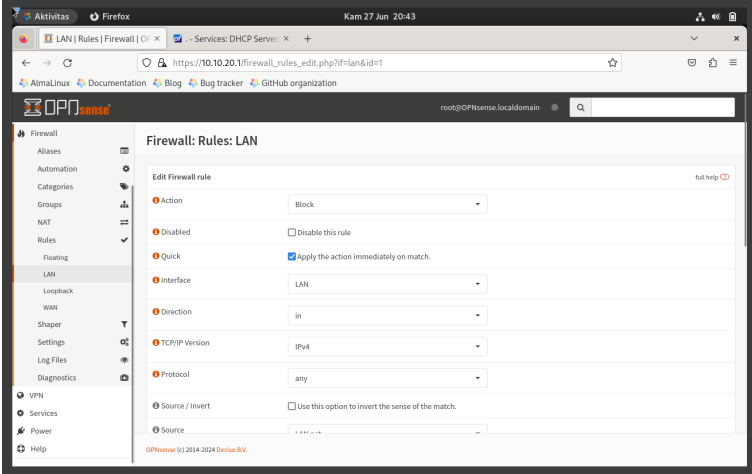 Aktivitas Firefox Kam 27 Jun 20:43
LAN | Rules | Firewall | OP × . - Services: DHCP Server: × +
https://10.10.20.1/firewall_rules_edit.php?if=lan&id=1
AlmaLinux Documentation Blog Bug tracker GitHub organization
OPNsense root@OPNsense.localdomain
Firewall
Aliases
Automation
Categories
Groups
NAT
Rules
Floating
LAN
Loopback
WAN
Shaper
Settings
Log Files
Diagnostics
VPN
Services
Power
Help
Firewall: Rules: LAN
Edit Firewall rule full help
Action Block
Disabled Disable this rule
Quick Apply the action immediately on match.
Interface LAN
Direction in
TCP/IP Version IPv4
Protocol any
Source / Invert Use this option to invert the sense of the match.
Source LAN net
OPNsense (c) 2014-2024 Deciso B.V.